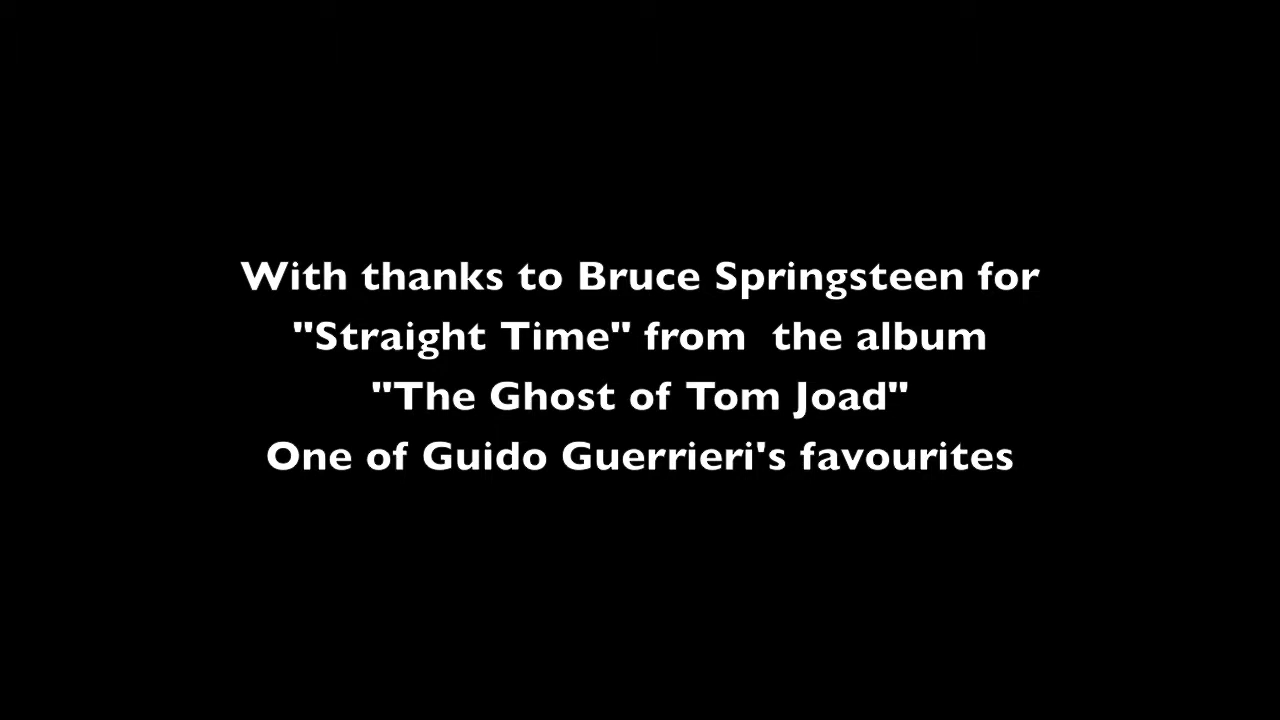 With thanks to Bruce Springsteen for
"Straight Time" from  the album
"The Ghost of Tom Joad"
One of Guido Guerrieri's favourites